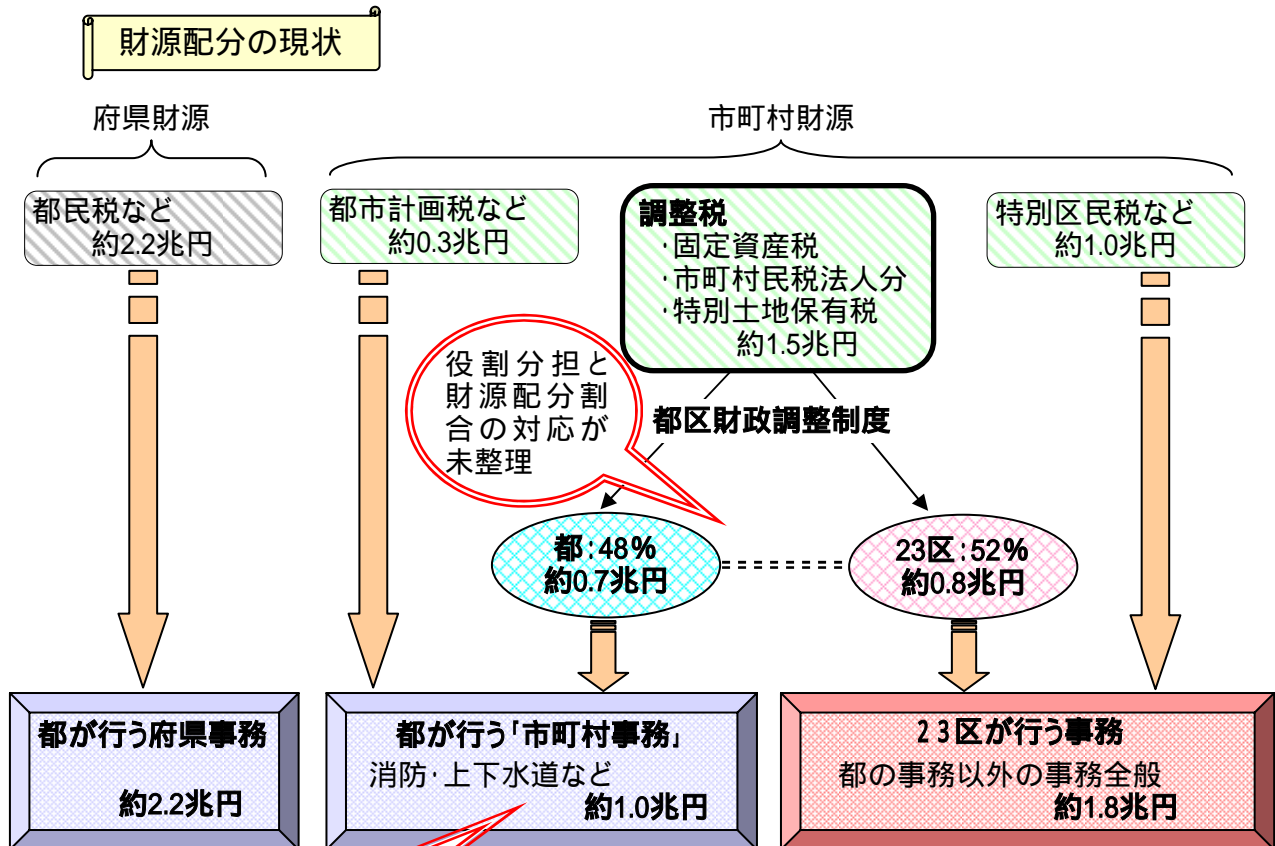 財源配分の現状
府県財源
市町村財源
都民税など
約2.2兆円
都市計画税など
約0.3兆円
調整税
・固定資産税
・市町村民税法人分
・特別土地保有税
約1.5兆円
特別区民税など
約1.0兆円
役割分担と
財源配分割
合の対応が
未整理
都区財政調整制度
都:48%
約0.7兆円
23区:52%
約0.8兆円
都が行う府県事務
約2.2兆円
都が行う「市町村事務」
消防・上下水道など
約1.0兆円
23区が行う事務
都の事務以外の事務全般
約1.8兆円